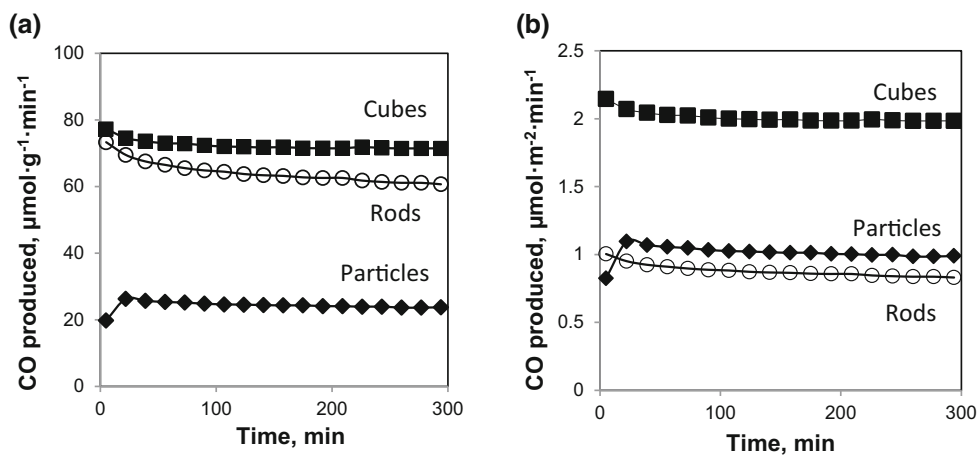 (a)
CO produced, µmol·g⁻¹·min⁻¹
100
80
60
40
20
0
Cubes
Rods
Particles
0 100 200 300
Time, min
(b)
CO produced, µmol·m⁻²·min⁻¹
2.5
2
1.5
1
0.5
0
Cubes
Particles
Rods
0 100 200 300
Time, min